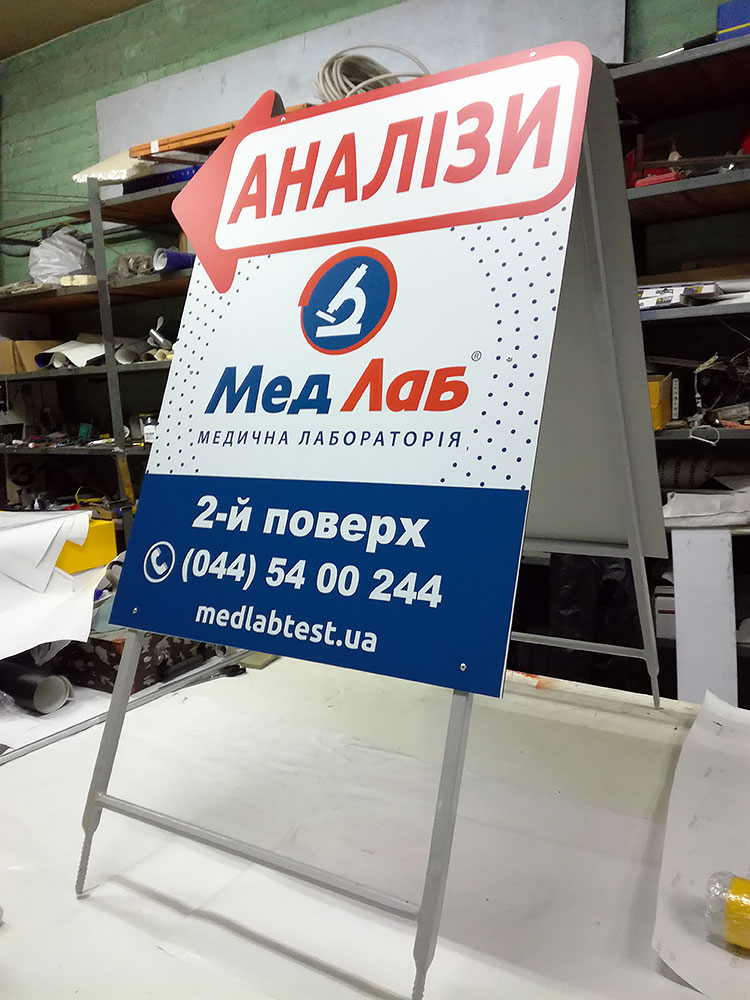 АНАЛІЗИ
Мед Лаб ®
МЕДИЧНА ЛАБОРАТОРІЯ
2-й поверх
(044) 54 00 244
medlabtest.ua